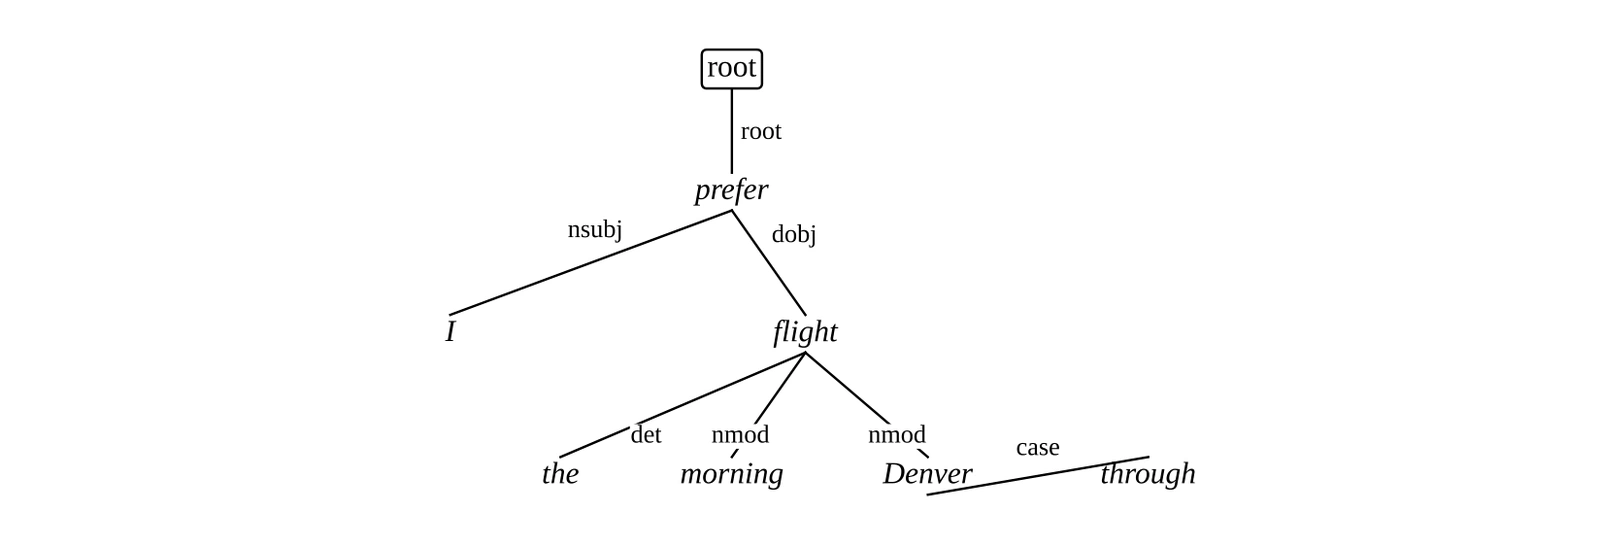 root
root
prefer
nsubj dobj
I flight
det nmod nmod case
the morning Denver through